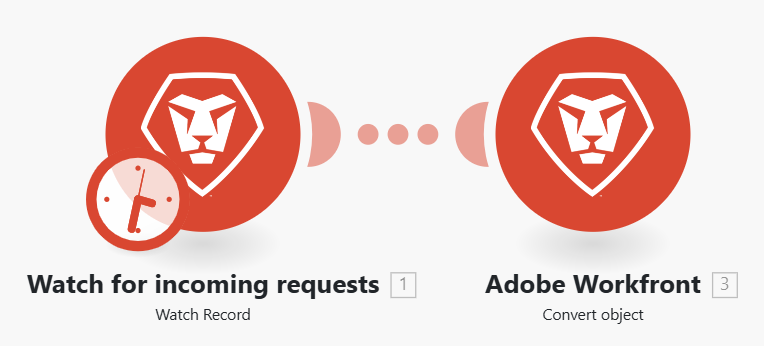 Watch for incoming requests 1
Watch Record
Adobe Workfront 3
Convert object